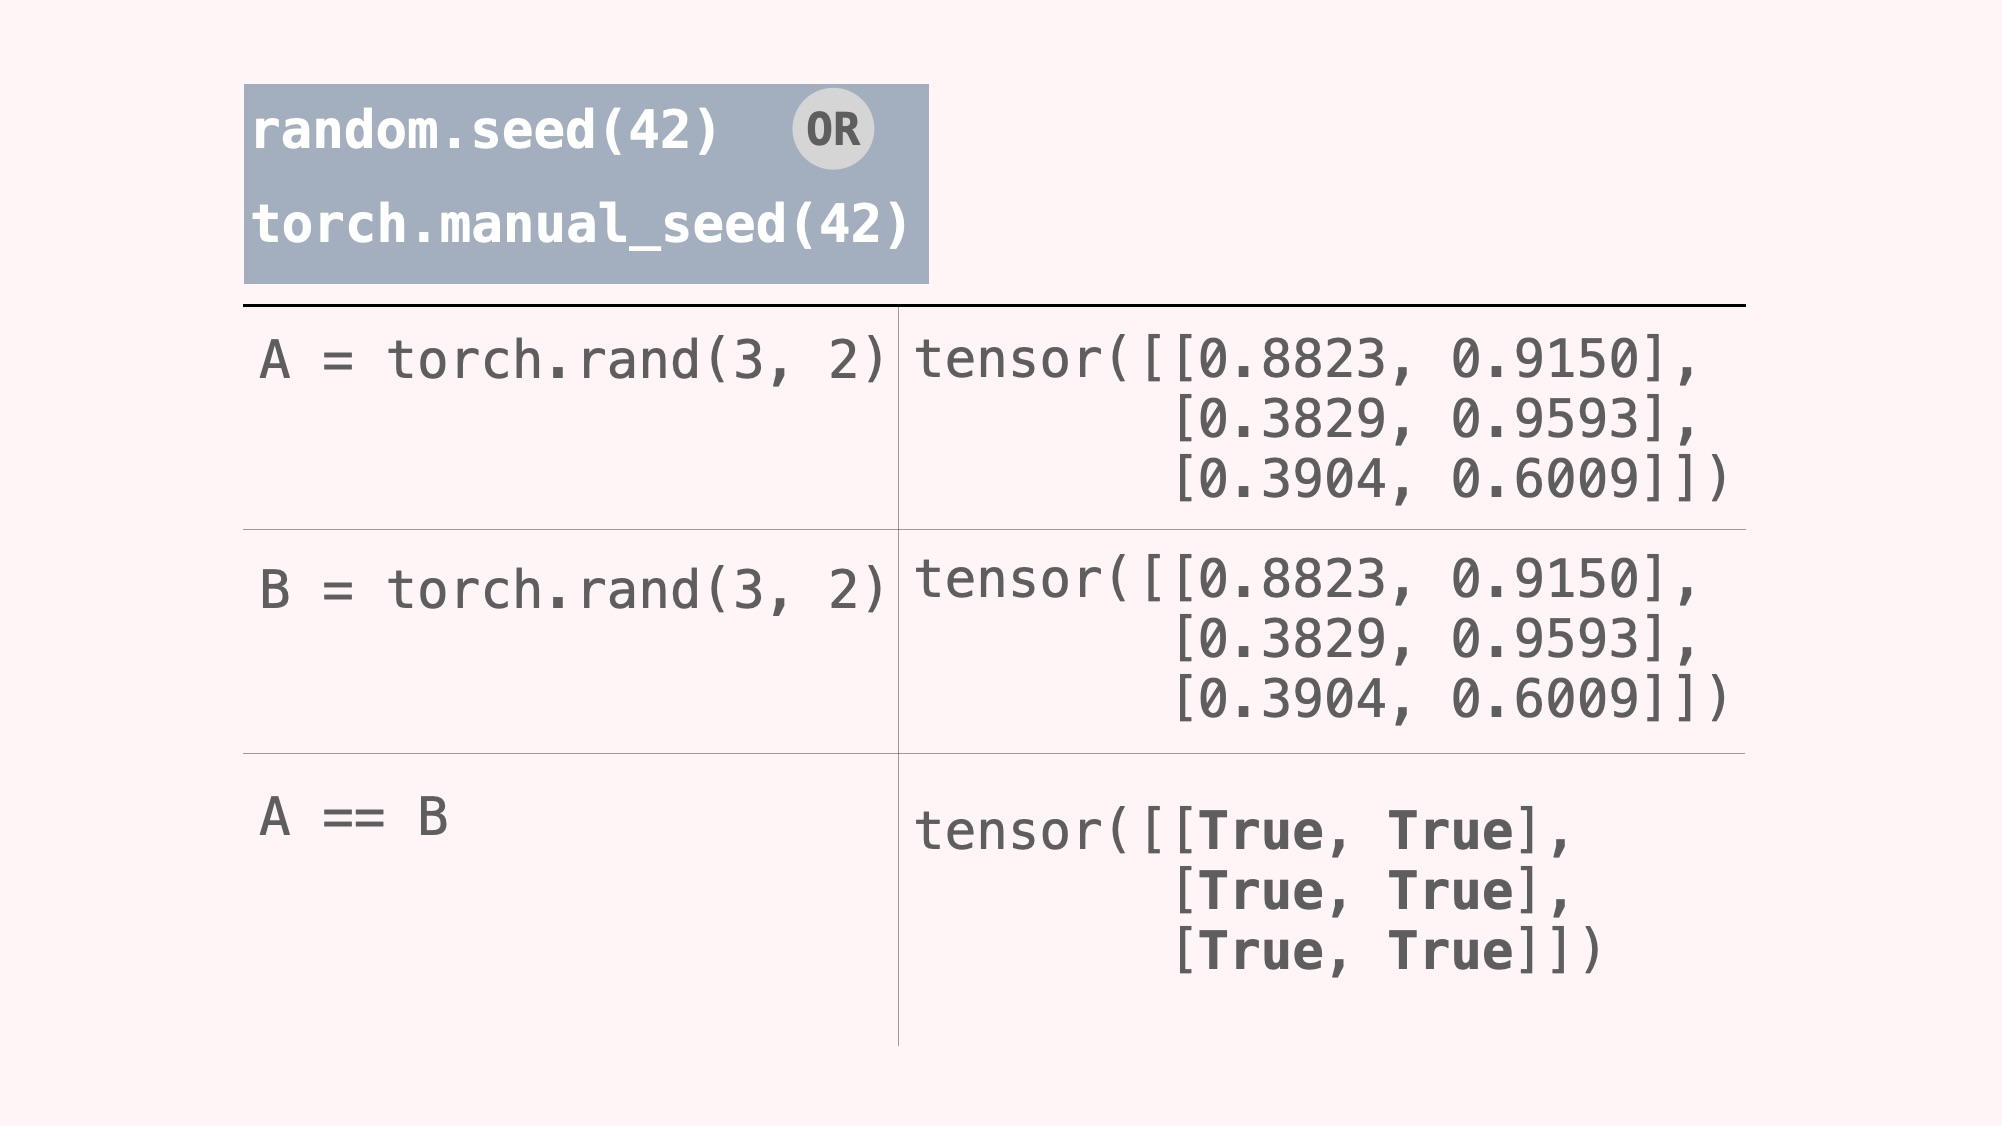 random.seed(42) OR
torch.manual_seed(42)
A = torch.rand(3, 2)
tensor([[0.8823, 0.9150],
[0.3829, 0.9593],
[0.3904, 0.6009]])
B = torch.rand(3, 2)
tensor([[0.8823, 0.9150],
[0.3829, 0.9593],
[0.3904, 0.6009]])
A == B
tensor([[True, True],
[True, True],
[True, True]])